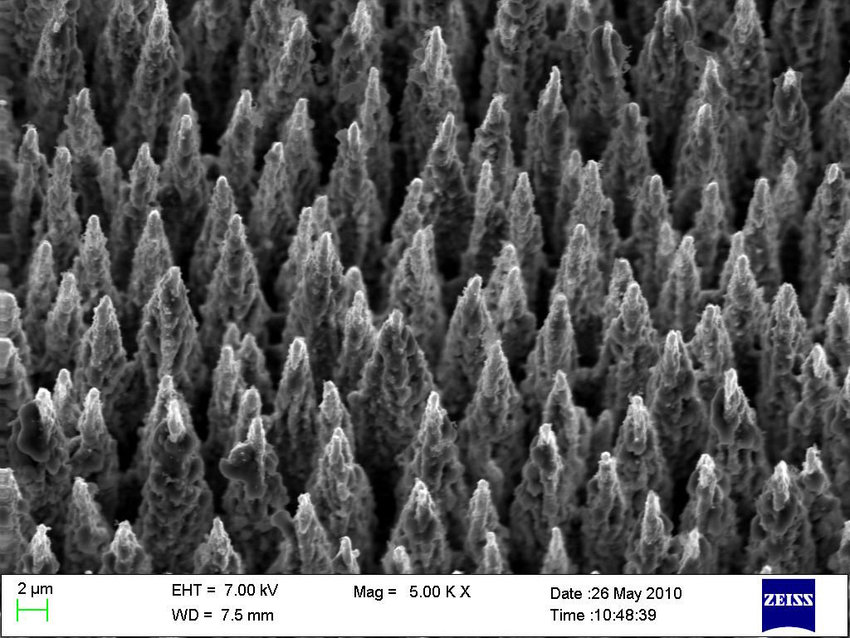 2 µm
EHT = 7.00 kV
WD = 7.5 mm
Mag = 5.00 K X
Date :26 May 2010
Time :10:48:39
ZEISS